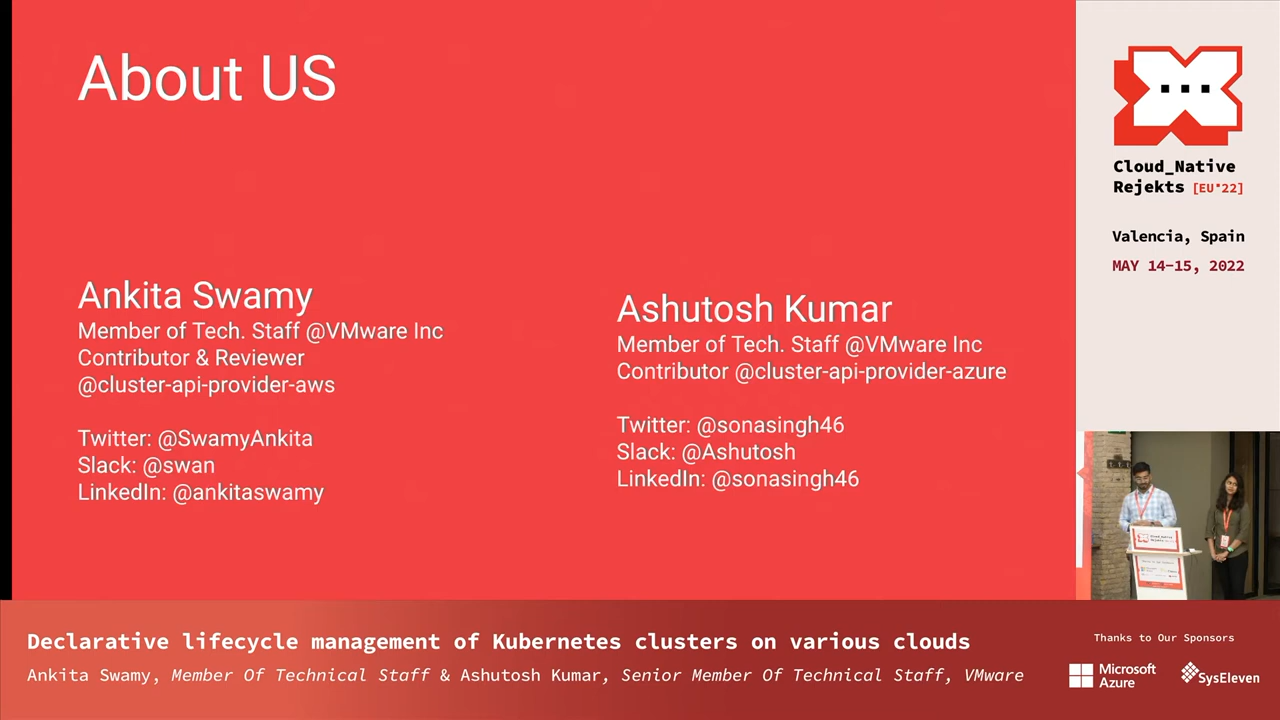 About US
Ankita Swamy
Member of Tech. Staff @VMware Inc
Contributor & Reviewer
@cluster-api-provider-aws
Twitter: @SwamyAnkita
Slack: @swan
LinkedIn: @ankitaswamy
Ashutosh Kumar
Member of Tech. Staff @VMware Inc
Contributor @cluster-api-provider-azure
Twitter: @sonasingh46
Slack: @Ashutosh
LinkedIn: @sonasingh46
Cloud_Native
Rejekts [EU'22]
Valencia, Spain
MAY 14-15, 2022
Declarative lifecycle management of Kubernetes clusters on various clouds
Ankita Swamy, Member Of Technical Staff & Ashutosh Kumar, Senior Member Of Technical Staff, VMware
Thanks to Our Sponsors
Microsoft
Azure
SysEleven